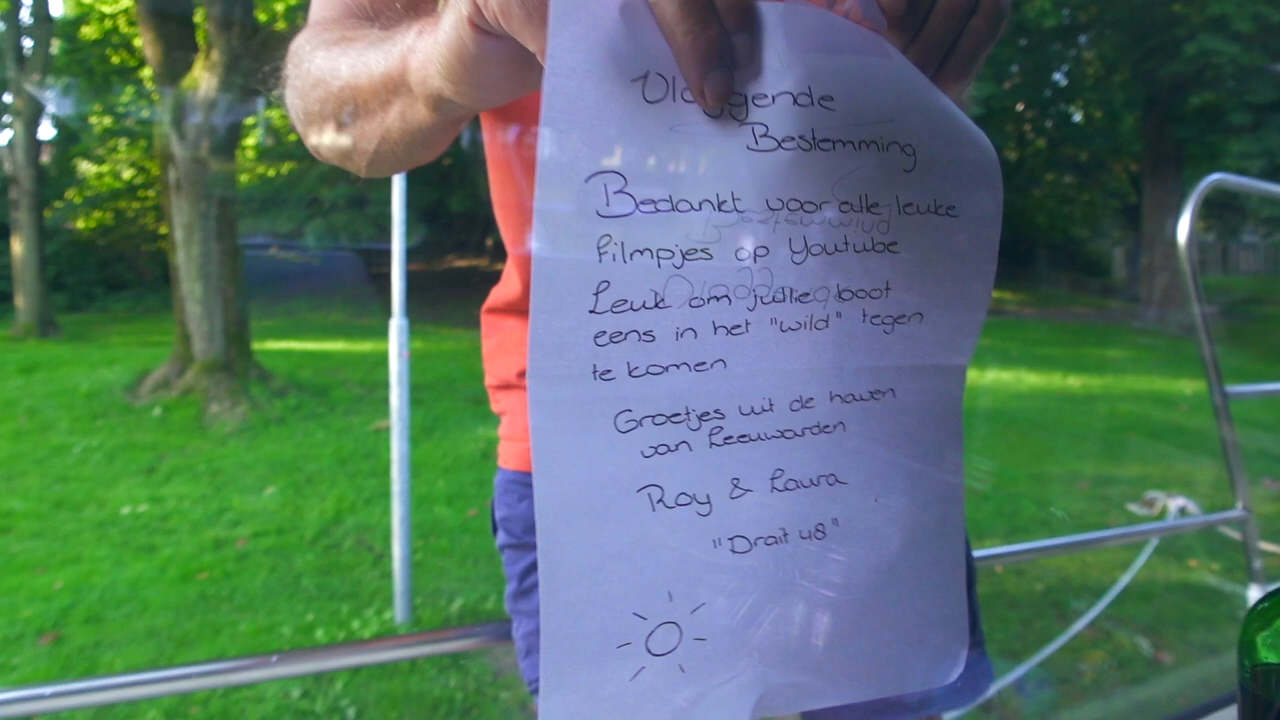 Bestemming
Bedankt voor alle leuke
filmpjes op Youtube
Leuk om jullie boot
eens in het "wild" tegen
te komen
Groetjes uit de haven
van Leeuwarden
Roy & Laura
"Drait 48"